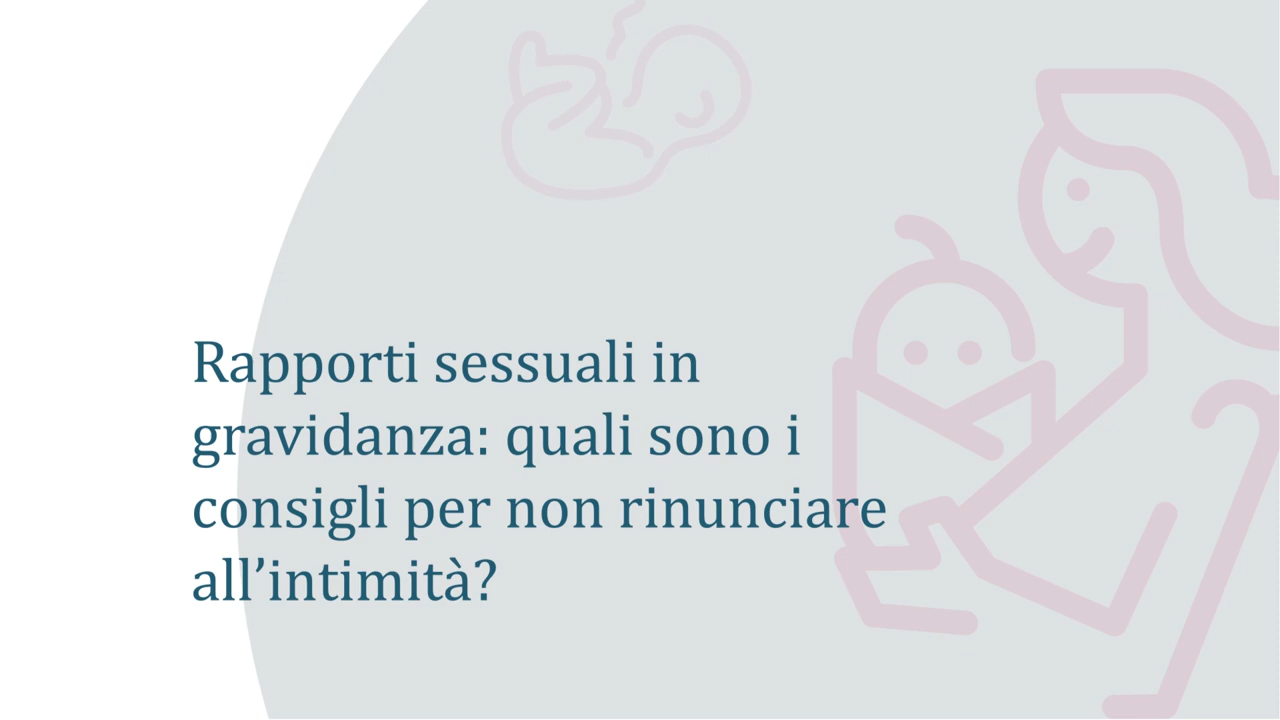 Rapporti sessuali in
gravidanza: quali sono i
consigli per non rinunciare
all’intimità?